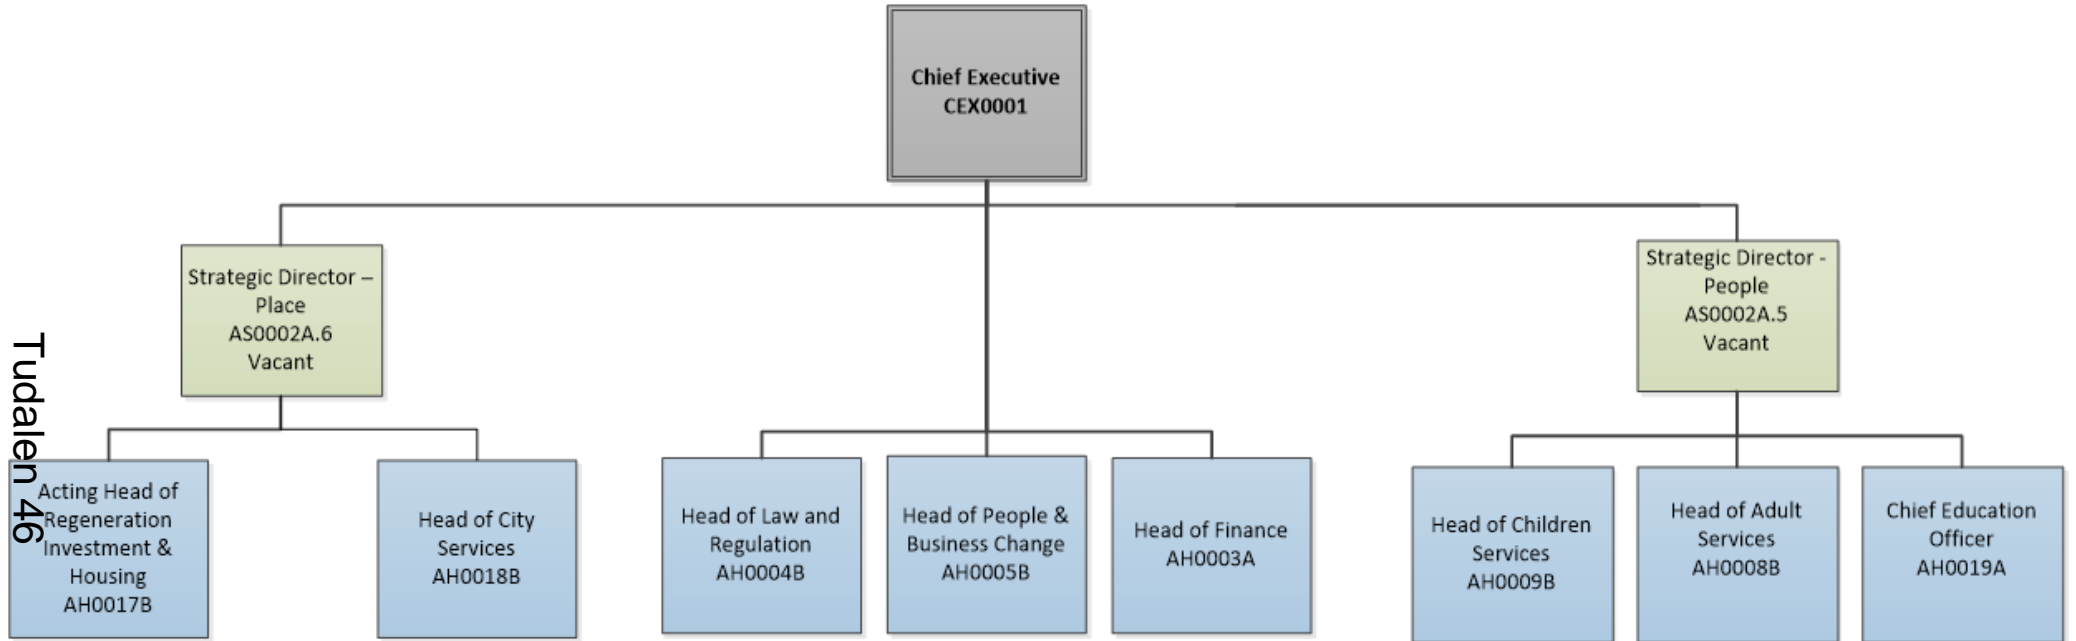 Chief Executive
CEX0001
Strategic Director –
Place
AS0002A.6
Vacant
Strategic Director -
People
AS0002A.5
Vacant
Acting Head of
Regeneration
Investment &
Housing
AH0017B
Head of City
Services
AH0018B
Head of Law and
Regulation
AH0004B
Head of People &
Business Change
AH0005B
Head of Finance
AH0003A
Head of Children
Services
AH0009B
Head of Adult
Services
AH0008B
Chief Education
Officer
AH0019A
Tudalen 46